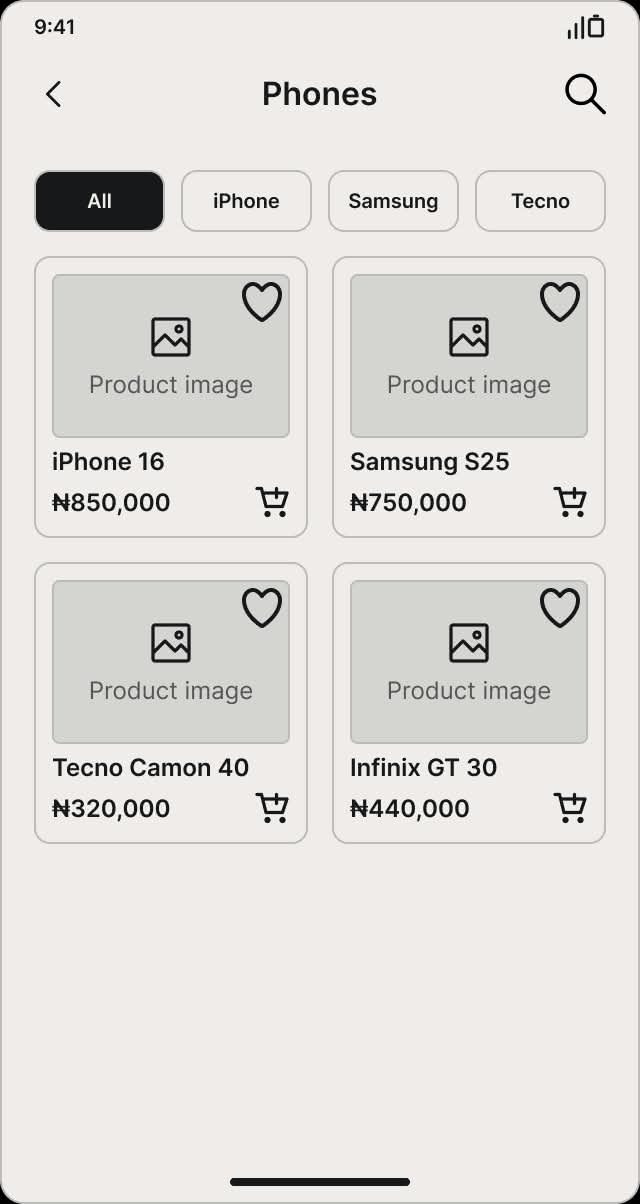 9:41
Phones
All iPhone Samsung Tecno
Product image Product image
iPhone 16 Samsung S25
₦850,000 ₦750,000
Product image Product image
Tecno Camon 40 Infinix GT 30
₦320,000 ₦440,000